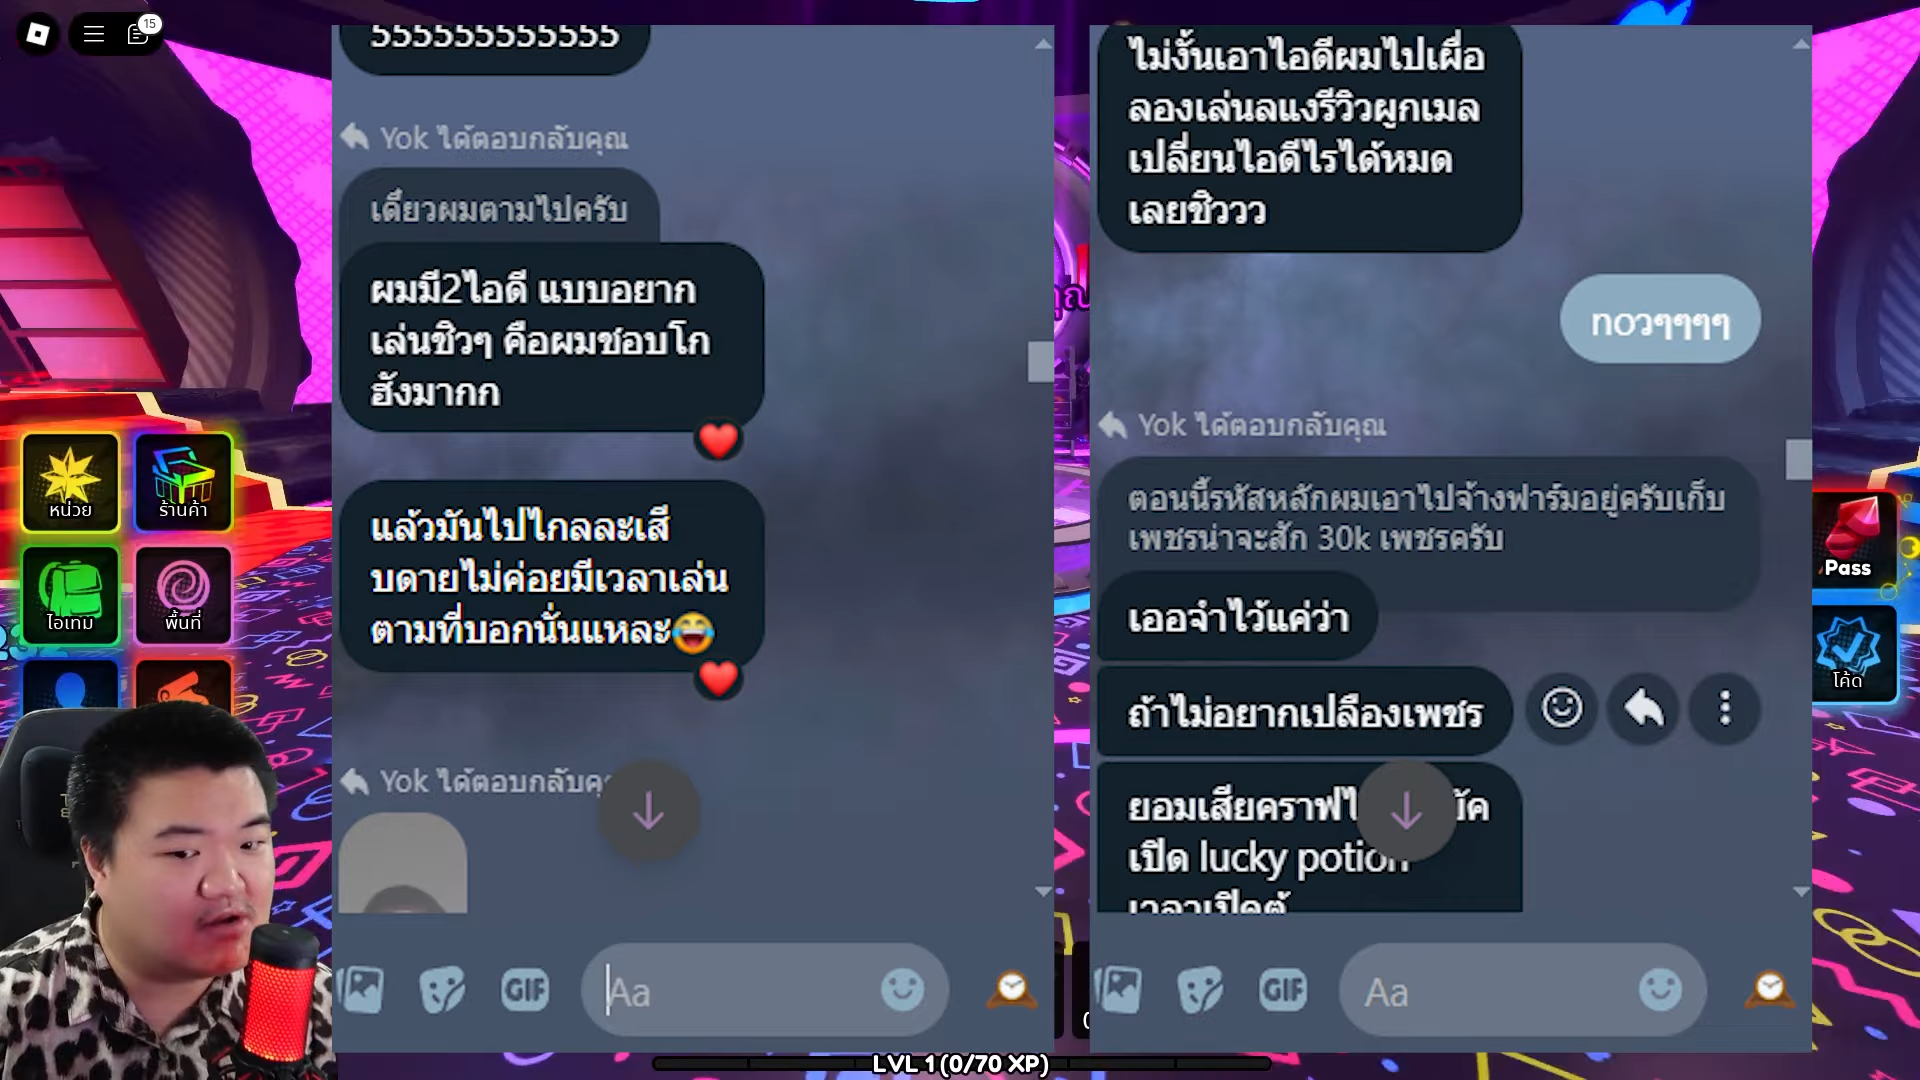 15
5555555555555
Yok ได้ตอบกลับคุณ
เดี๋ยวผมตามไปครับ
ผมมี2ไอดี แบบอยาก
เล่นชิวๆ คือผมชอบโก
ฮังมากก
แล้วมันไปไกลละเสื
บดายไม่ค่อยมีเวลาเล่น
ตามที่บอกนั่นแหละ😂
Yok ได้ตอบกลับคุ
Aa
GIF
ไม่งั้นเอาไอดีผมไปเผื่อ
ลองเล่นลแงรีวิวผูกเมล
เปลี่ยนไอดีไรได้หมด
เลยชิววว
กอวๆๆๆๆ
Yok ได้ตอบกลับคุณ
ตอนนี้รหัสหลักผมเอาไปจ้างฟาร์มอยู่ครับเก็บ
เพชรน่าจะสัก 30k เพชรครับ
เออจำไว้แค่ว่า
ถ้าไม่อยากเปลืองเพชร
ยอมเสียคราฟ
เปิด lucky potion
เวลาเปิดตู้
GIF
Aa
หน่วย
ร้านค้า
ไอเทม
พื้นที่
Pass
โค้ด
LVL 1 (0/70 XP)